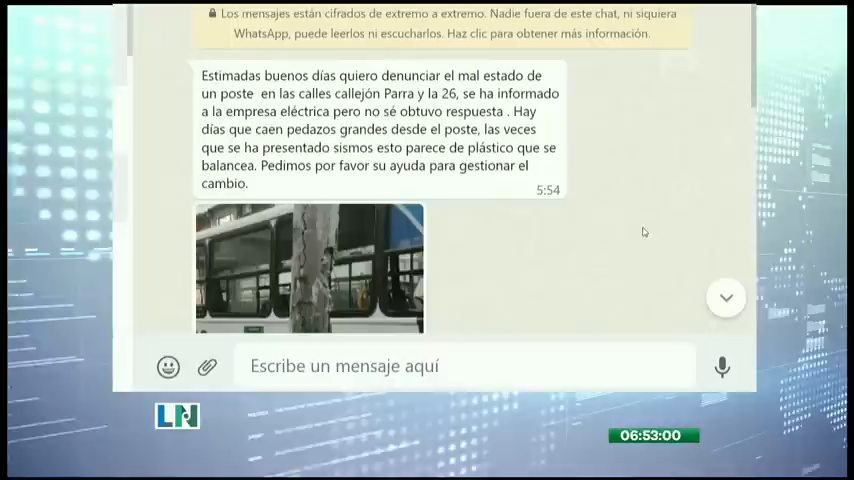 Los mensajes están cifrados de extremo a extremo. Nadie fuera de este chat, ni siquiera
WhatsApp, puede leerlos ni escucharlos. Haz clic para obtener más información.
Estimadas buenos días quiero denunciar el mal estado de
un poste en las calles callejón Parra y la 26, se ha informado
a la empresa eléctrica pero no sé obtuvo respuesta . Hay
días que caen pedazos grandes desde el poste, las veces
que se ha presentado sismos esto parece de plástico que se
balancea. Pedimos por favor su ayuda para gestionar el
cambio.
5:54
Escribe un mensaje aquí
LN
06:53:00